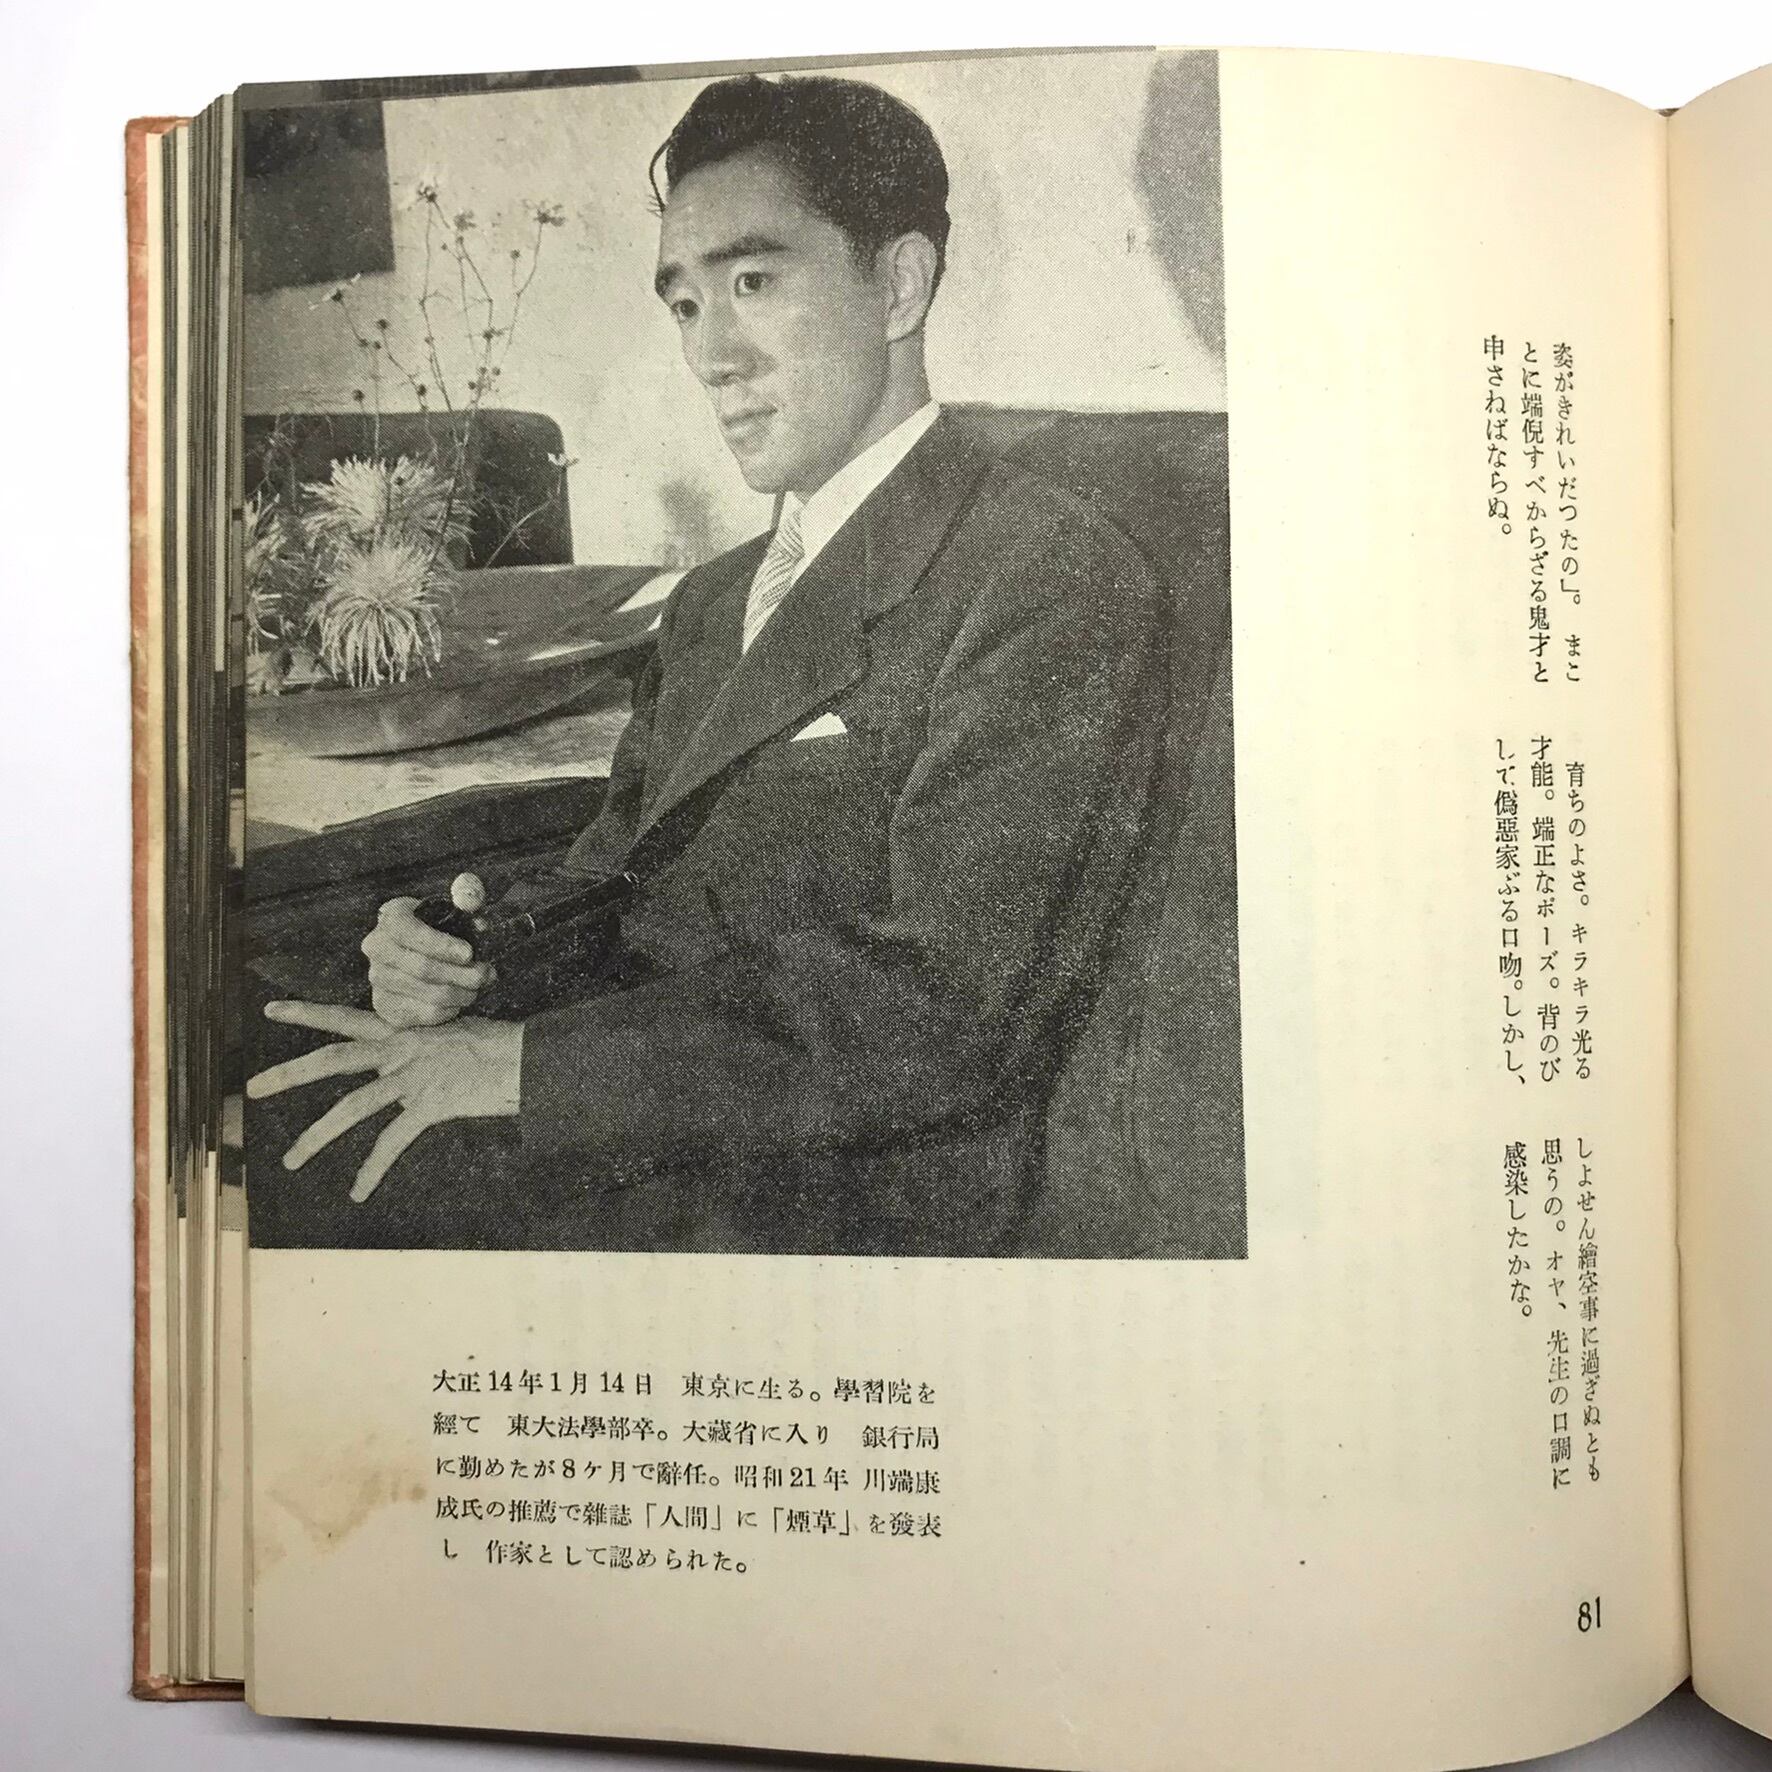 姿がきれいだつたの」。　まこ
とに端倪すべからざる鬼才と
申さねばならぬ。
育ちのよさ。キラキラ光る
才能。端正なポーズ。背のび
して、偽惡家ぶる口吻。しかし、
しよせん繪空事に過ぎぬとも
思うの。オヤ、先生の口調に
感染したかな。
大正14年1月14日　東京に生る。學習院を
經て　東大法學部卒。大藏省に入り　銀行局
に勤めたが8ヶ月で辭任。昭和21年　川端康
成氏の推薦で雜誌「人間」に「煙草」を發表
し　作家として認められた。
81